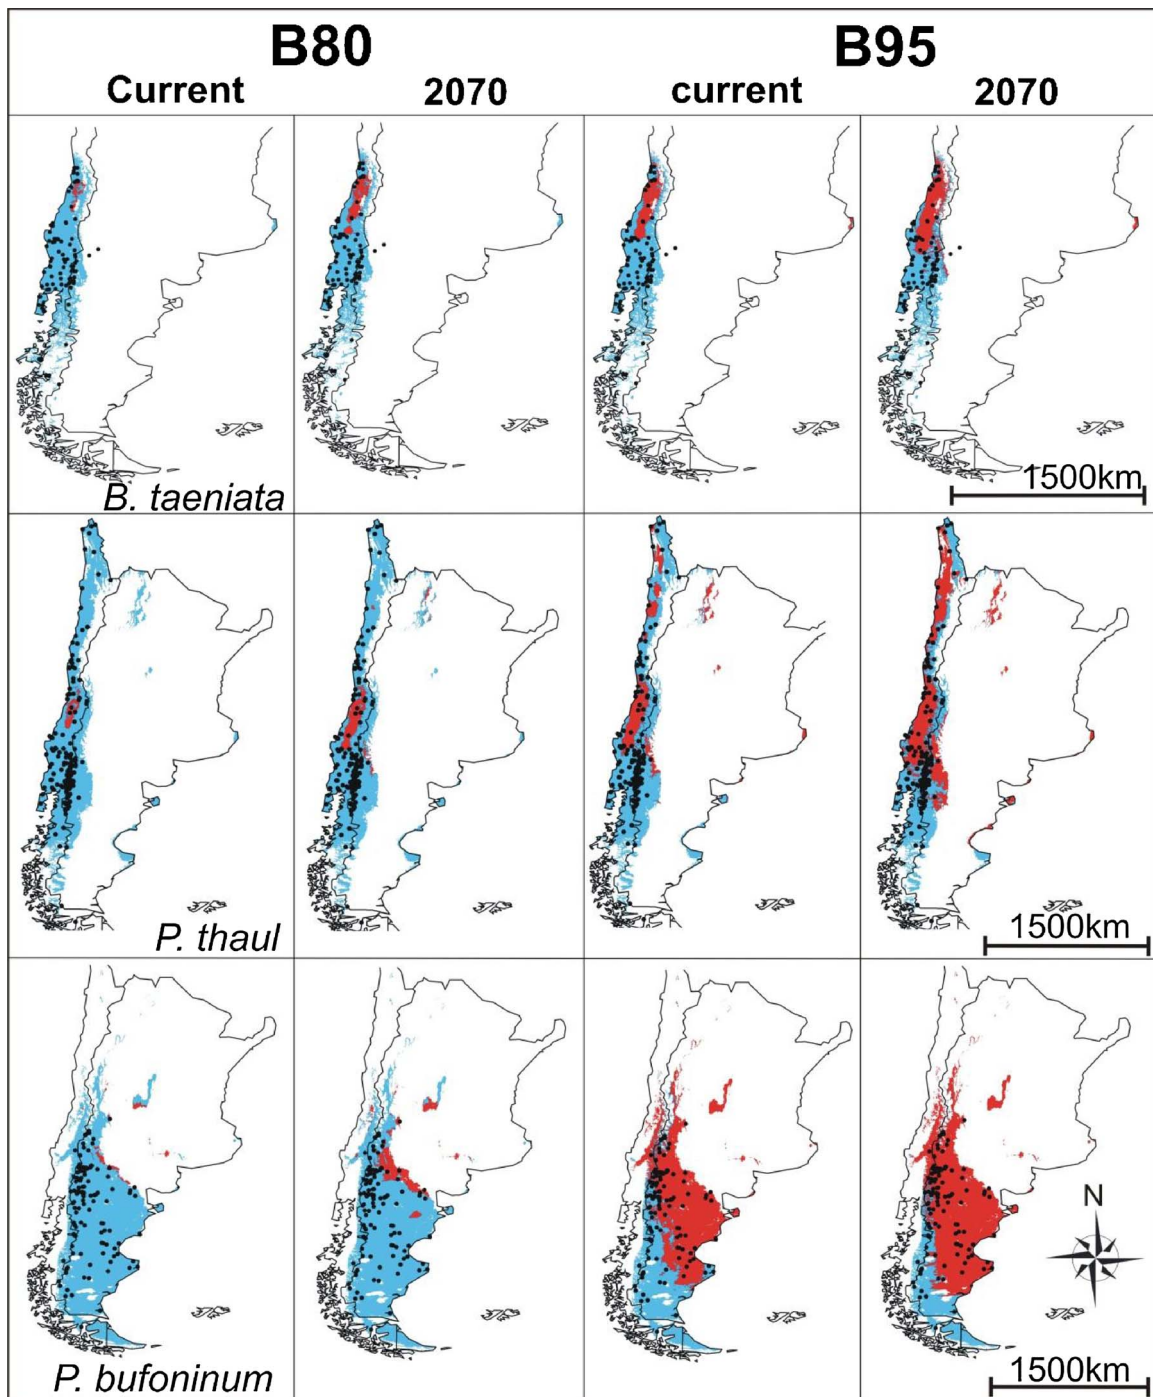 B80 B95
Current 2070 current 2070
1500km
B. taeniata
1500km
P. thaul
N
1500km
P. bufoninum